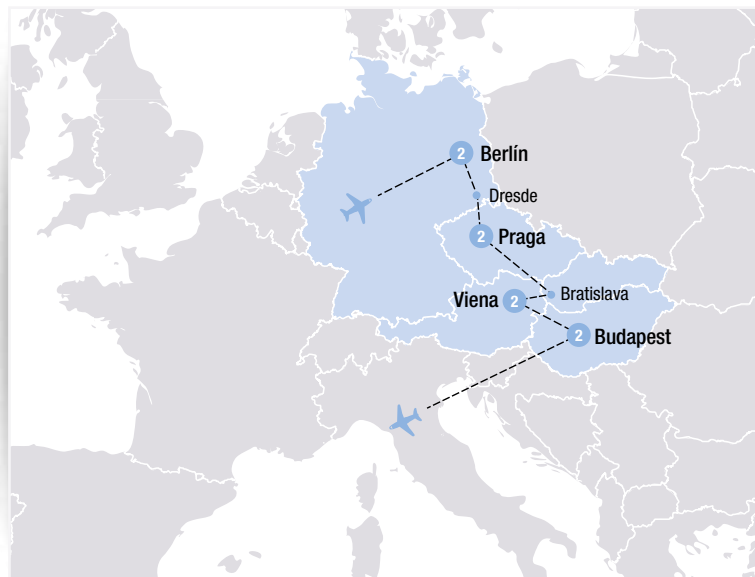 2 Berlín
Dresde
2 Praga
Bratislava
Viena 2
2 Budapest